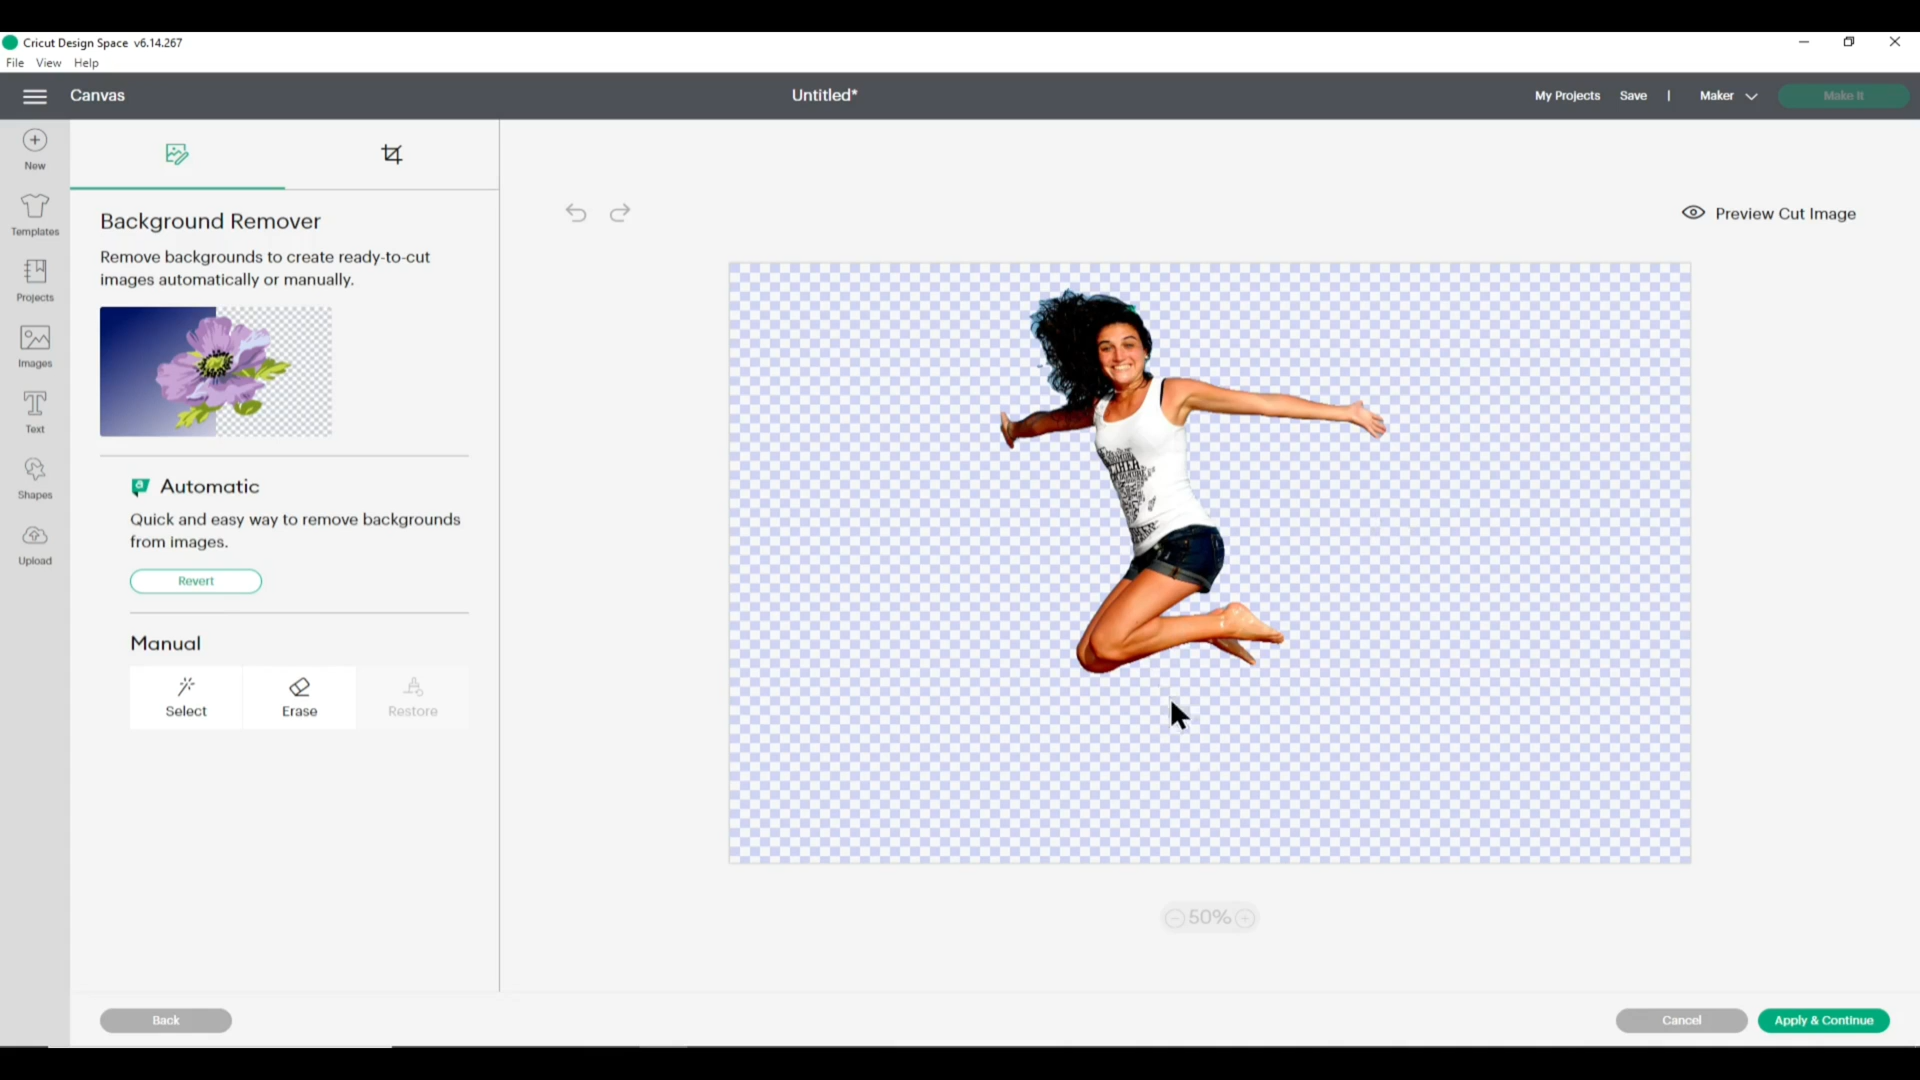 Cricut Design Space v6.14.267
File View Help
Canvas
Untitled*
My Projects Save | Maker Make It
New
Templates
Projects
Images
Text
Shapes
Upload
Background Remover
Remove backgrounds to create ready-to-cut
images automatically or manually.
a Automatic
Quick and easy way to remove backgrounds
from images.
Revert
Manual
Select Erase Restore
Preview Cut Image
50%
Back
Cancel Apply & Continue